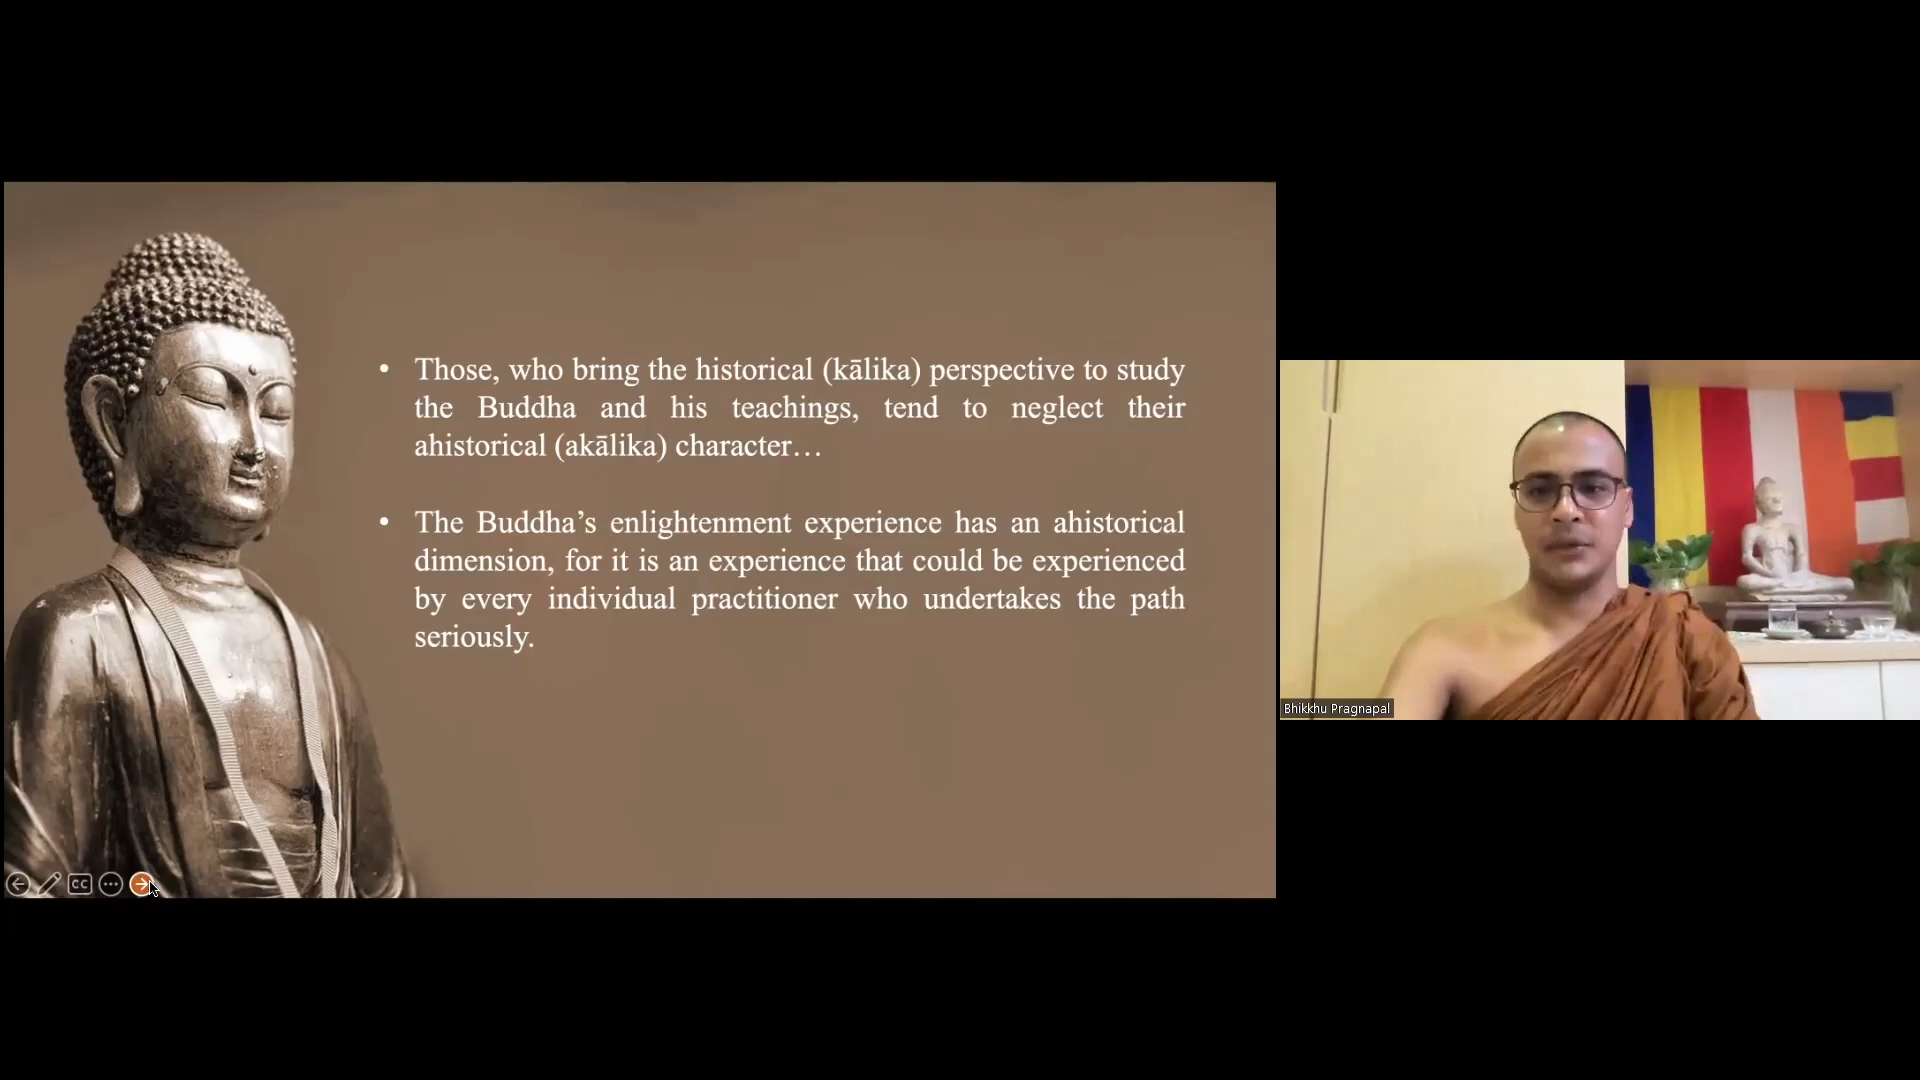 • Those, who bring the historical (kālika) perspective to study
the Buddha and his teachings, tend to neglect their
ahistorical (akālika) character…
• The Buddha’s enlightenment experience has an ahistorical
dimension, for it is an experience that could be experienced
by every individual practitioner who undertakes the path
seriously.
CC
Bhikkhu Pragnapal